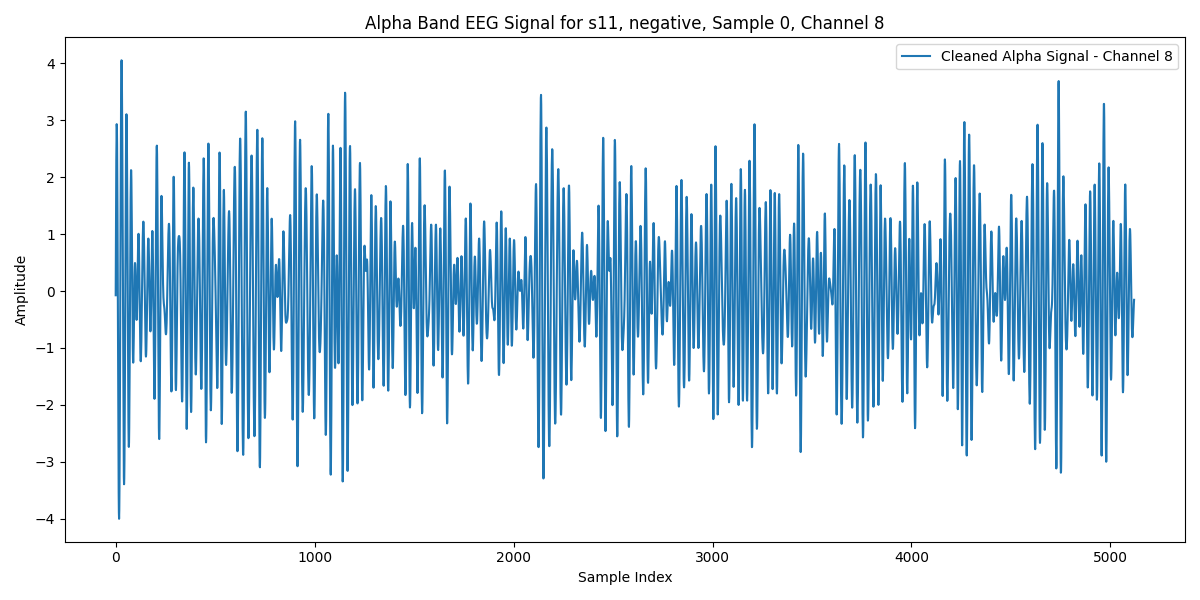 Alpha Band EEG Signal for s11, negative, Sample 0, Channel 8
Cleaned Alpha Signal - Channel 8
4
3
2
1
0
−1
−2
−3
−4
Amplitude
0 1000 2000 3000 4000 5000
Sample Index